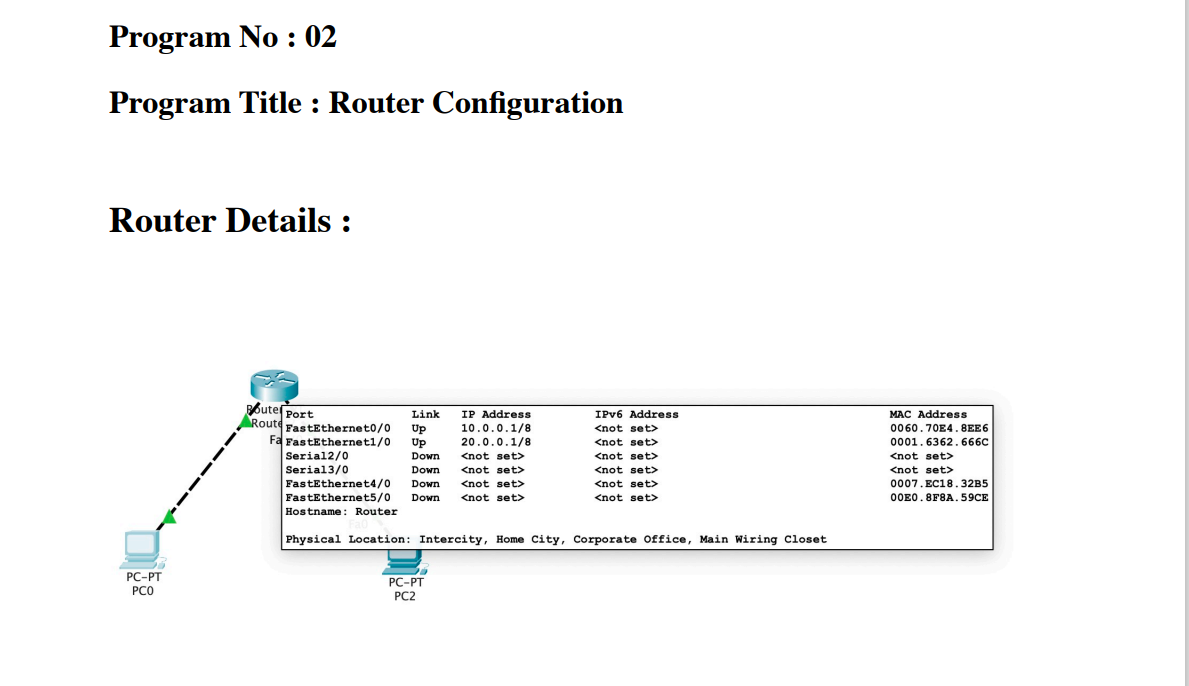 Program No : 02
Program Title : Router Configuration
Router Details :
Port Link IP Address IPv6 Address MAC Address
FastEthernet0/0 Up 10.0.0.1/8 <not set> 0060.70E4.8EE6
FastEthernet1/0 Up 20.0.0.1/8 <not set> 0001.6362.666C
Serial2/0 Down <not set> <not set> <not set>
Serial3/0 Down <not set> <not set> <not set>
FastEthernet4/0 Down <not set> <not set> 0007.EC18.32B5
FastEthernet5/0 Down <not set> <not set> 00E0.8F8A.59CE
Hostname: Router
Fa0
Physical Location: Intercity, Home City, Corporate Office, Main Wiring Closet
PC-PT
PC0
PC-PT
PC2